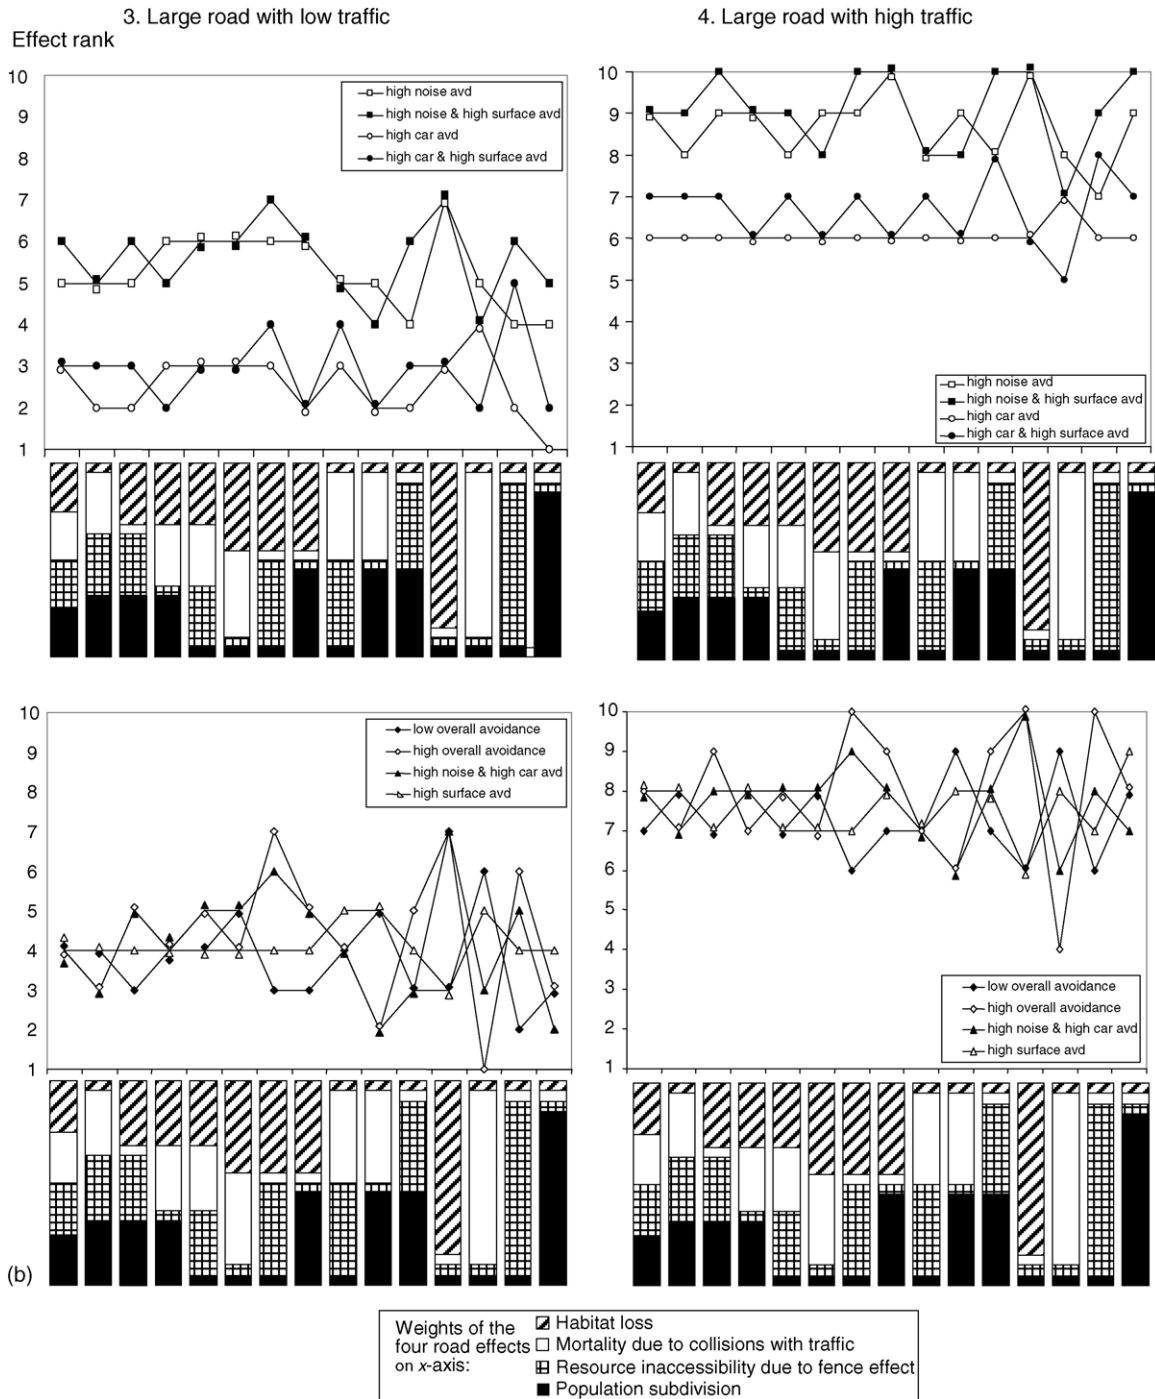 3. Large road with low traffic
4. Large road with high traffic
Effect rank
10
9
8
7
6
5
4
3
2
1
high noise avd
high noise & high surface avd
high car avd
high car & high surface avd
10
9
8
7
6
5
4
3
2
1
high noise avd
high noise & high surface avd
high car avd
high car & high surface avd
10
9
8
7
6
5
4
3
2
1
low overall avoidance
high overall avoidance
high noise & high car avd
high surface avd
10
9
8
7
6
5
4
3
2
1
low overall avoidance
high overall avoidance
high noise & high car avd
high surface avd
(b)
Weights of the
four road effects
on x-axis:
Habitat loss
Mortality due to collisions with traffic
Resource inaccessibility due to fence effect
Population subdivision